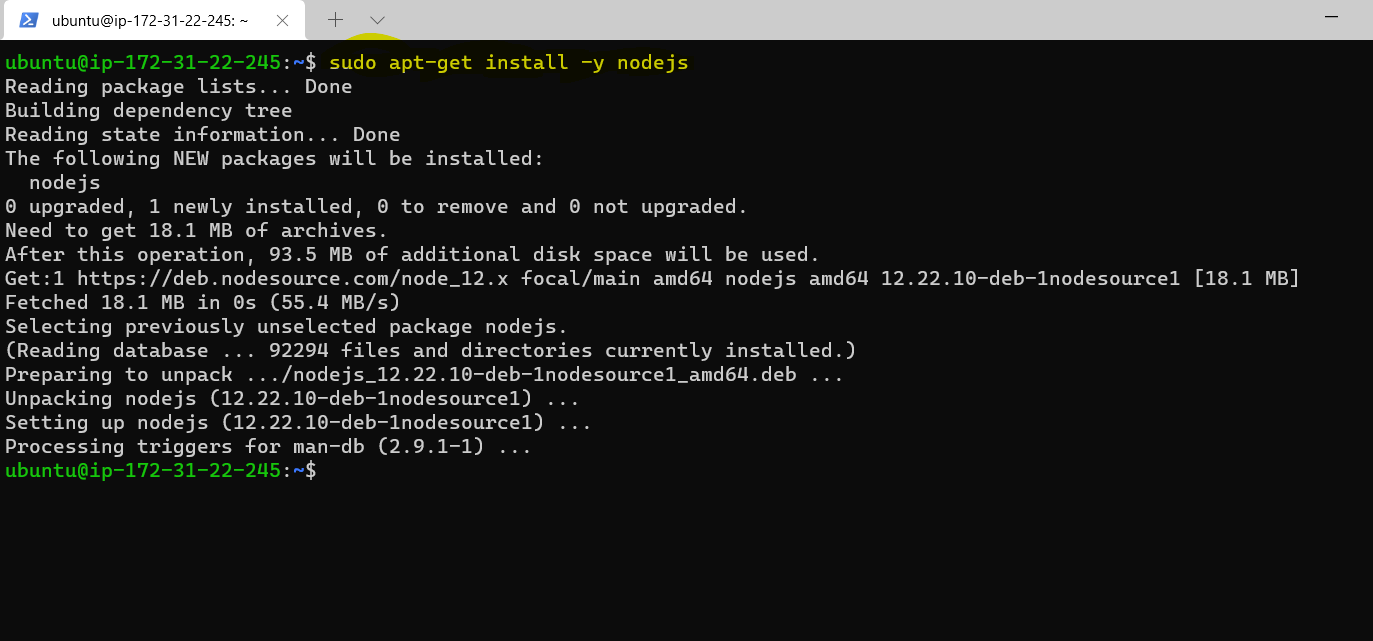 ubuntu@ip-172-31-22-245: ~
ubuntu@ip-172-31-22-245:~$ sudo apt-get install -y nodejs
Reading package lists... Done
Building dependency tree
Reading state information... Done
The following NEW packages will be installed:
  nodejs
0 upgraded, 1 newly installed, 0 to remove and 0 not upgraded.
Need to get 18.1 MB of archives.
After this operation, 93.5 MB of additional disk space will be used.
Get:1 https://deb.nodesource.com/node_12.x focal/main amd64 nodejs amd64 12.22.10-deb-1nodesource1 [18.1 MB]
Fetched 18.1 MB in 0s (55.4 MB/s)
Selecting previously unselected package nodejs.
(Reading database ... 92294 files and directories currently installed.)
Preparing to unpack .../nodejs_12.22.10-deb-1nodesource1_amd64.deb ...
Unpacking nodejs (12.22.10-deb-1nodesource1) ...
Setting up nodejs (12.22.10-deb-1nodesource1) ...
Processing triggers for man-db (2.9.1-1) ...
ubuntu@ip-172-31-22-245:~$